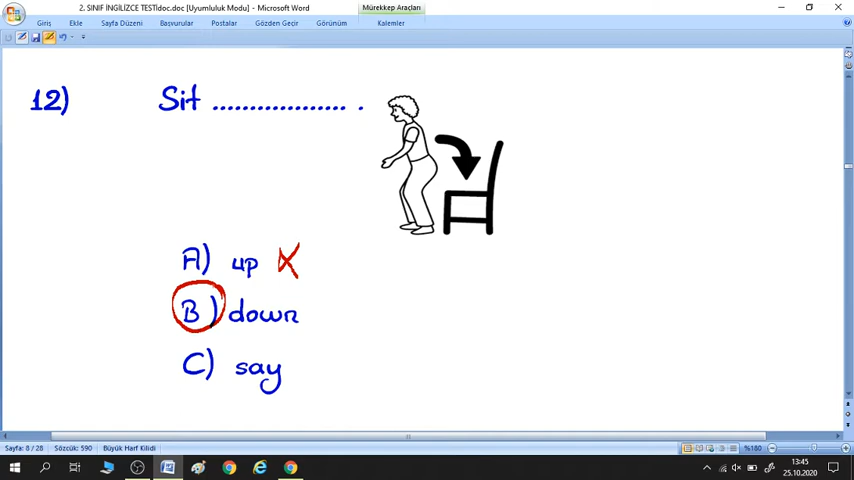 2. SINIF İNGİLİZCE TESTİdoc.doc [Uyumluluk Modu] - Microsoft Word
Mürekkep Araçları
Giriş Ekle Sayfa Düzeni Başvurular Postalar Gözden Geçir Görünüm Kalemler
12) Sit .................. .
A) up
B) down
C) say
Sayfa: 8 / 28 Sözcük: 590 Büyük Harf Kilidi %180
13:45
25.10.2020